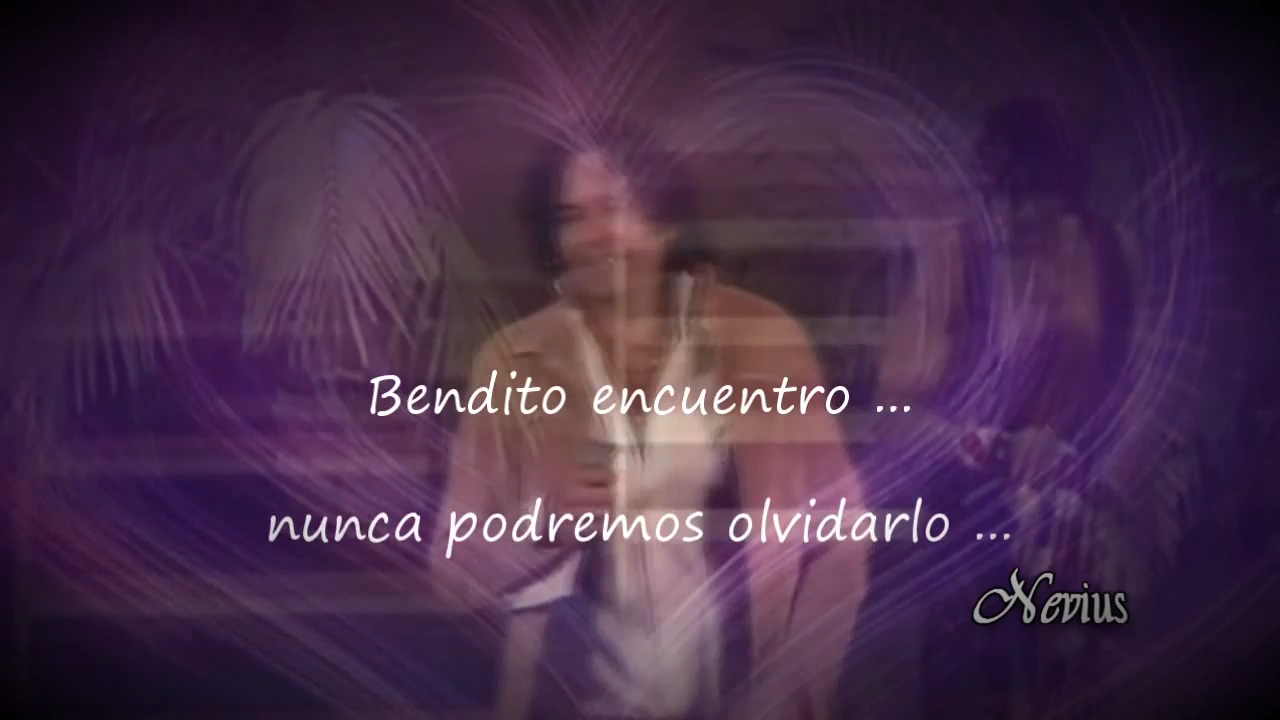 Bendito encuentro ...
nunca podremos olvidarlo ...
Nevius